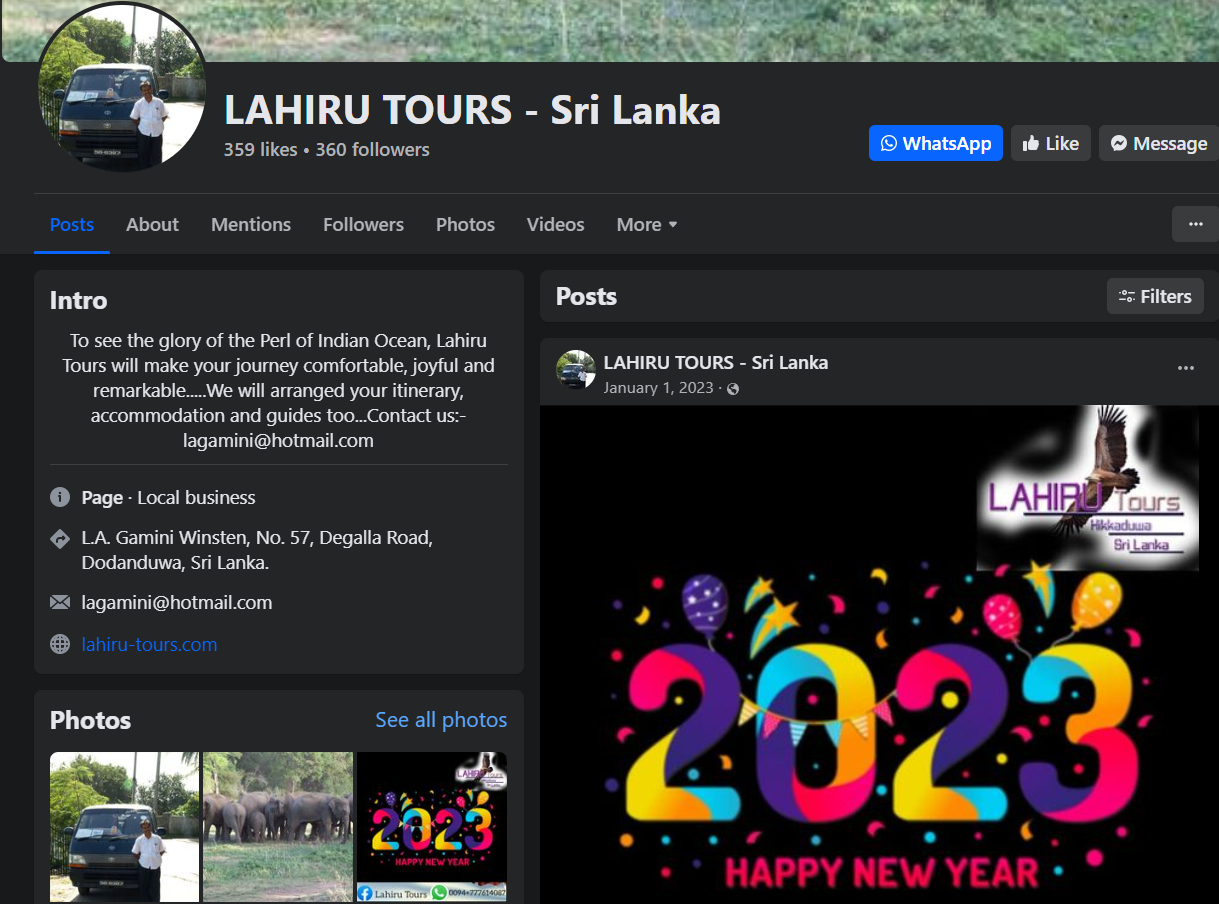 LAHIRU TOURS - Sri Lanka
359 likes • 360 followers
WhatsApp
Like
Message
Posts
About
Mentions
Followers
Photos
Videos
More
Intro
To see the glory of the Perl of Indian Ocean, Lahiru
Tours will make your journey comfortable, joyful and
remarkable.....We will arranged your itinerary,
accommodation and guides too...Contact us:-
lagamini@hotmail.com
Page · Local business
L.A. Gamini Winsten, No. 57, Degalla Road,
Dodanduwa, Sri Lanka.
lagamini@hotmail.com
lahiru-tours.com
Photos
See all photos
2023
HAPPY NEW YEAR
Lahiru Tours
0094+777614087
Posts
Filters
LAHIRU TOURS - Sri Lanka
January 1, 2023
LAHIRU Tours
Hikkaduwa
Sri Lanka
2023
HAPPY NEW YEAR